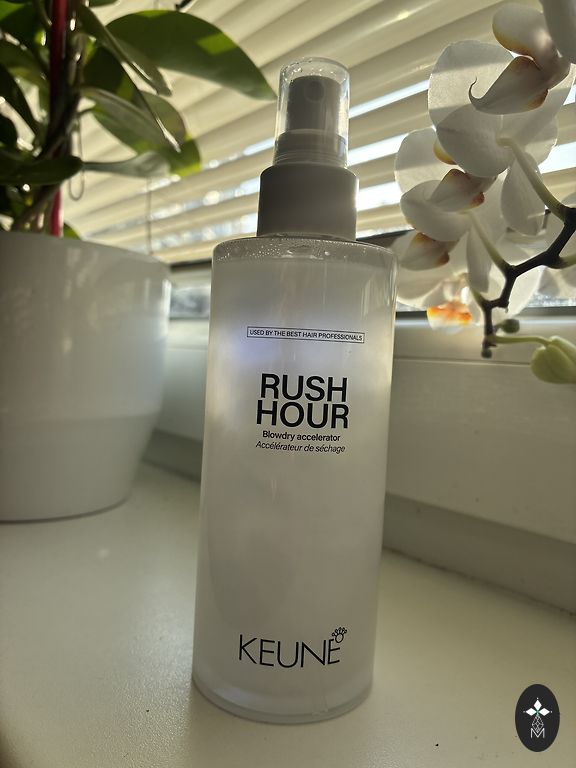 USED BY THE BEST HAIR PROFESSIONALS
RUSH
HOUR
Blowdry accelerator
Accélérateur de séchage
KEUNE
M